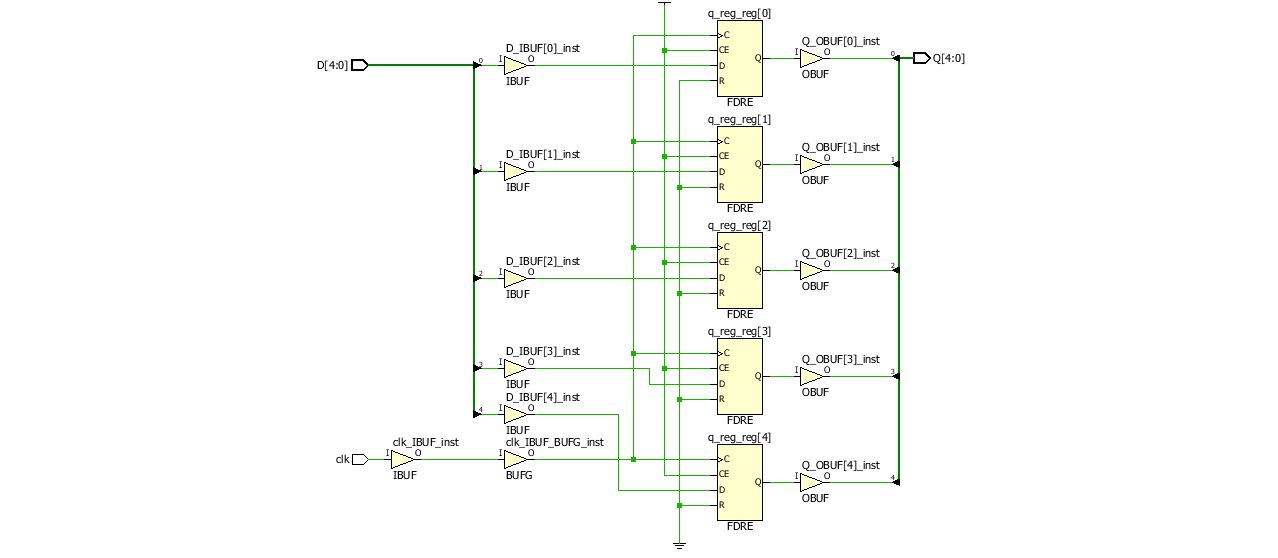 q_reg_reg[0]
D_IBUF[0]_inst
Q_OBUF[0]_inst
C
CE
D
R
Q
D[4:0]
0
I
O
IBUF
I
O
OBUF
0
Q[4:0]
FDRE
q_reg_reg[1]
D_IBUF[1]_inst
Q_OBUF[1]_inst
C
CE
D
R
Q
1
I
O
IBUF
I
O
OBUF
1
FDRE
q_reg_reg[2]
D_IBUF[2]_inst
Q_OBUF[2]_inst
C
CE
D
R
Q
2
I
O
IBUF
I
O
OBUF
2
FDRE
q_reg_reg[3]
D_IBUF[3]_inst
Q_OBUF[3]_inst
C
CE
D
R
Q
3
I
O
IBUF
I
O
OBUF
3
FDRE
D_IBUF[4]_inst
4
I
O
IBUF
q_reg_reg[4]
clk_IBUF_inst
clk_IBUF_BUFG_inst
Q_OBUF[4]_inst
clk
I
O
IBUF
I
O
BUFG
C
CE
D
R
Q
I
O
OBUF
4
FDRE